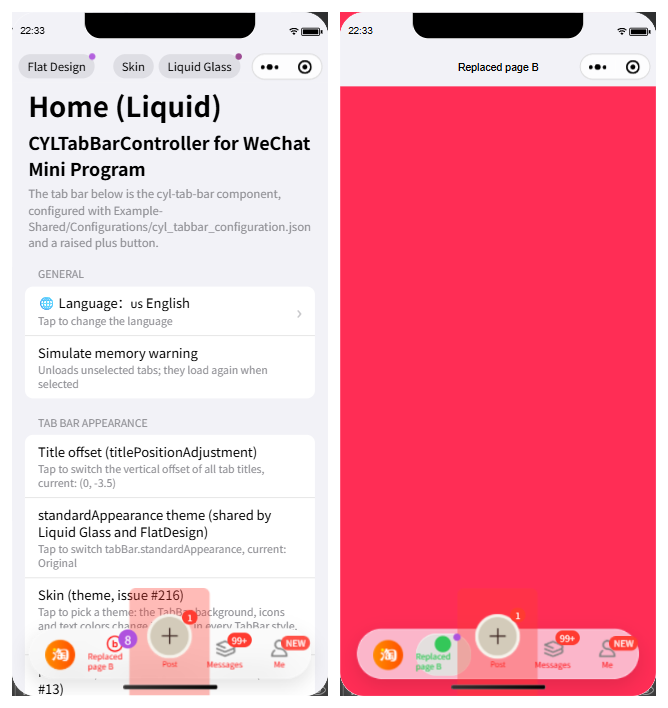 22:33
Flat Design
Skin
Liquid Glass
Home (Liquid)
CYLTabBarController for WeChat
Mini Program
The tab bar below is the cyl-tab-bar component,
configured with Example-
Shared/Configurations/cyl_tabbar_configuration.json
and a raised plus button.
GENERAL
Language: US English
Tap to change the language
Simulate memory warning
Unloads unselected tabs; they load again when
selected
TAB BAR APPEARANCE
Title offset (titlePositionAdjustment)
Tap to switch the vertical offset of all tab titles,
current: (0, -3.5)
standardAppearance theme (shared by
Liquid Glass and FlatDesign)
Tap to switch tabBar.standardAppearance, current:
Original
Skin (theme, issue #216)
Tap to pick a theme: the TabBar background, icons
and text colors change in every TabBar style,
淘
b
8
Replaced
page B
1
Post
99+
Messages
NEW
Me
#13)
22:33
Replaced page B
淘
Replaced
page B
1
Post
99+
Messages
NEW
Me